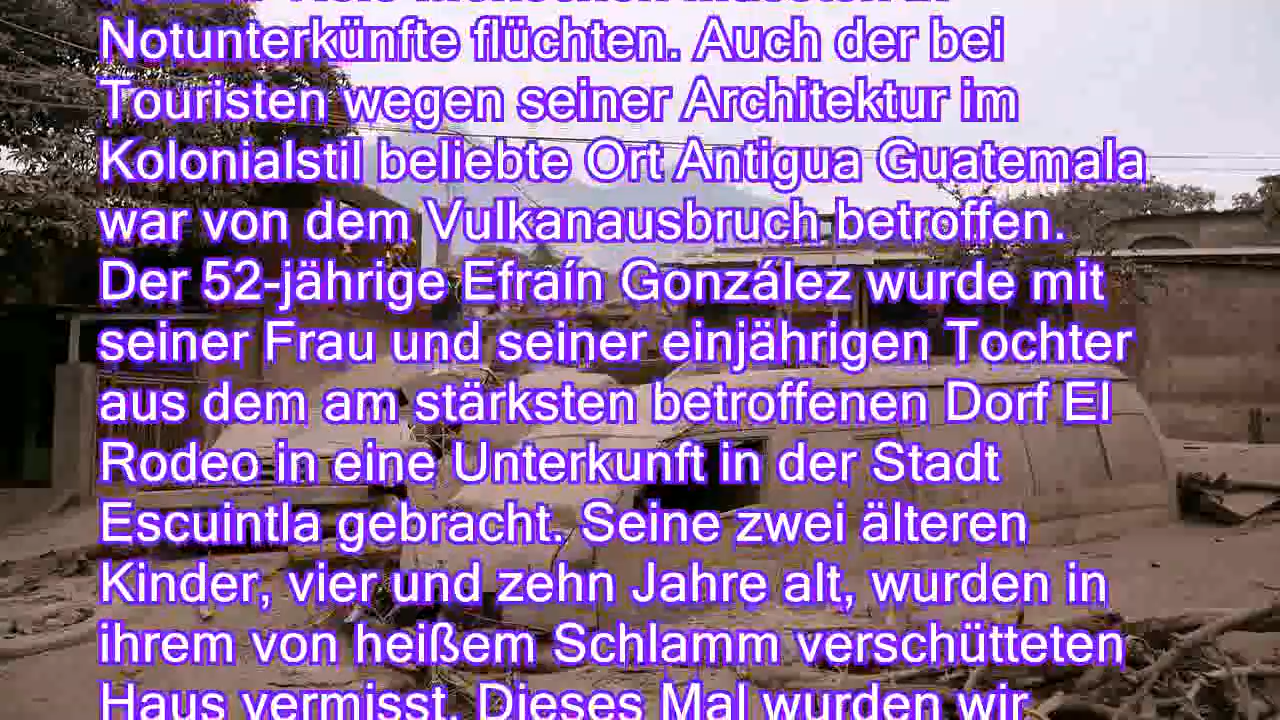 Notunterkünfte flüchten. Auch der bei
Touristen wegen seiner Architektur im
Kolonialstil beliebte Ort Antigua Guatemala
war von dem Vulkanausbruch betroffen.
Der 52-jährige Efraín González wurde mit
seiner Frau und seiner einjährigen Tochter
aus dem am stärksten betroffenen Dorf El
Rodeo in eine Unterkunft in der Stadt
Escuintla gebracht. Seine zwei älteren
Kinder, vier und zehn Jahre alt, wurden in
ihrem von heißem Schlamm verschütteten
Haus vermisst. Dieses Mal wurden wir